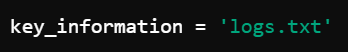 key_information = 'logs.txt'